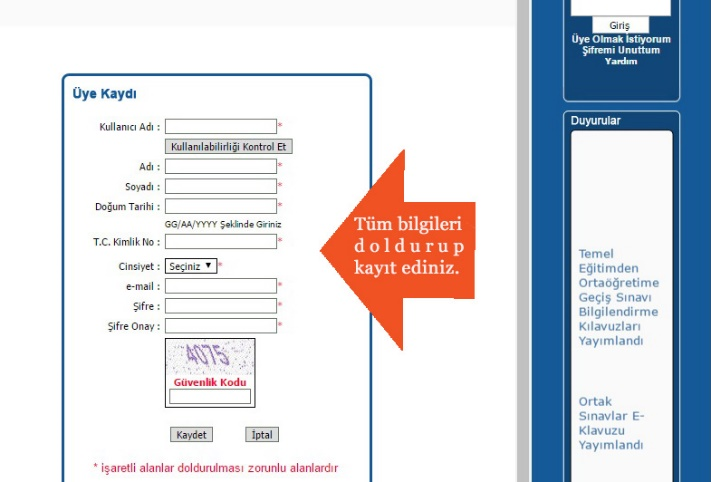 Giriş
Üye Olmak İstiyorum
Şifremi Unuttum
Yardım
Üye Kaydı
Kullanıcı Adı : *
Kullanılabilirliği Kontrol Et
Adı : *
Soyadı : *
Doğum Tarihi : *
GG/AA/YYYY Şeklinde Giriniz
T.C. Kimlik No : *
Cinsiyet : Seçiniz ▼ *
e-mail : *
Şifre : *
Şifre Onay : *
4075
Güvenlik Kodu
Kaydet İptal
* işaretli alanlar doldurulması zorunlu alanlardır
Tüm bilgileri
doldurup
kayıt ediniz.
Duyurular
Temel
Eğitimden
Ortaöğretime
Geçiş Sınavı
Bilgilendirme
Kılavuzları
Yayımlandı
Ortak
Sınavlar E-
Klavuzu
Yayımlandı